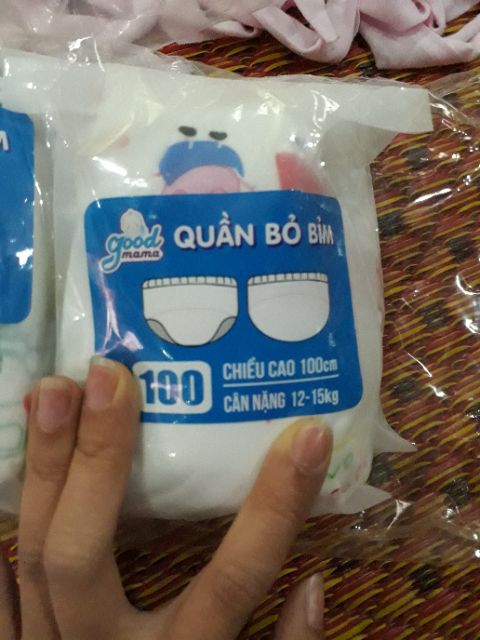 good
mama
QUẦN BỎ BỈM
100
CHIỀU CAO 100cm
CÂN NẶNG 12-15kg
M